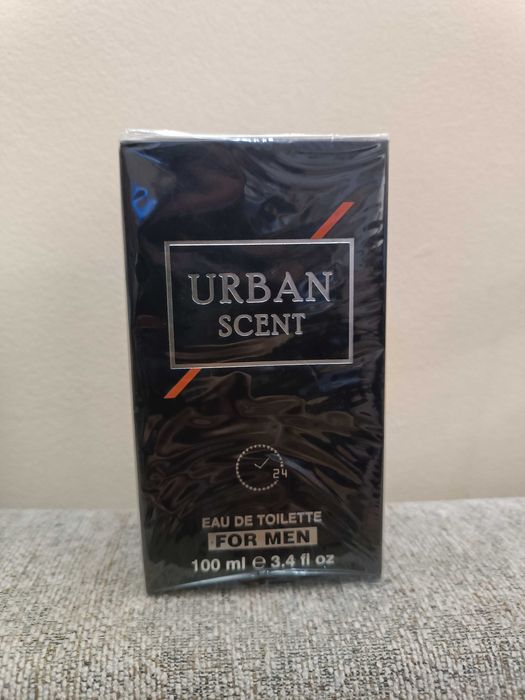 URBAN
SCENT
24
EAU DE TOILETTE
FOR MEN
100 ml ℮ 3.4 fl oz